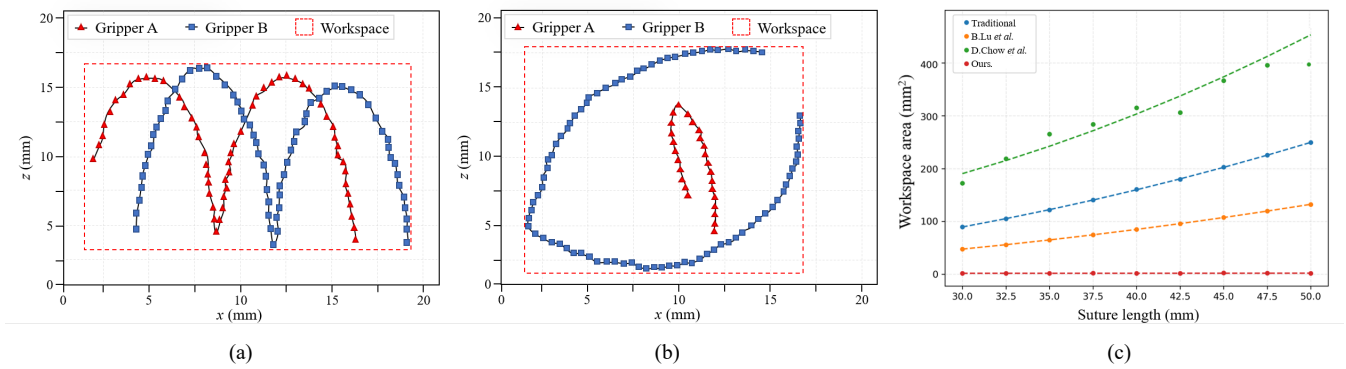 Gripper A Gripper B Workspace
20
15
10
5
0
z (mm)
0 5 10 15 20
x (mm)
(a)
Gripper A Gripper B Workspace
20
15
10
5
0
z (mm)
0 5 10 15 20
x (mm)
(b)
Traditional
B.Lu et al.
D.Chow et al.
Ours.
400
300
200
100
0
Workspace area (mm²)
30.0 32.5 35.0 37.5 40.0 42.5 45.0 47.5 50.0
Suture length (mm)
(c)